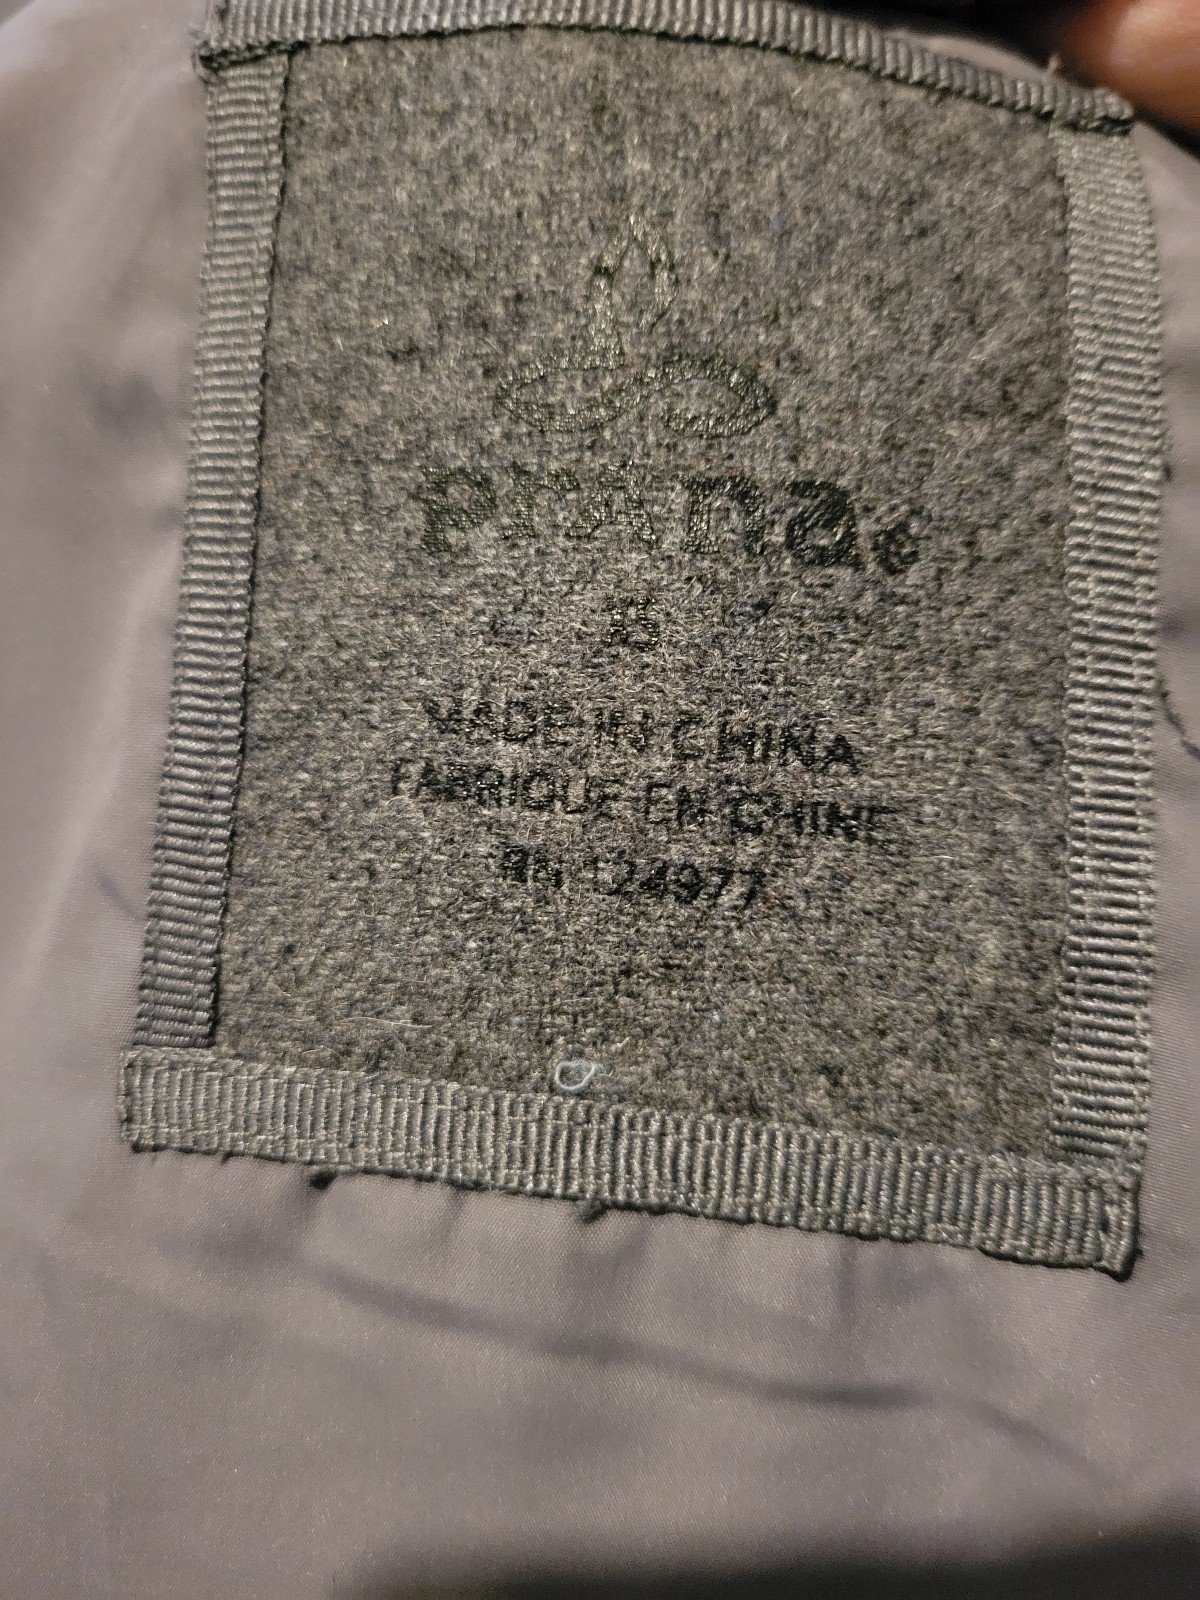 prAna®
XS
MADE IN CHINA
FABRIQUE EN CHINE
RN 124977